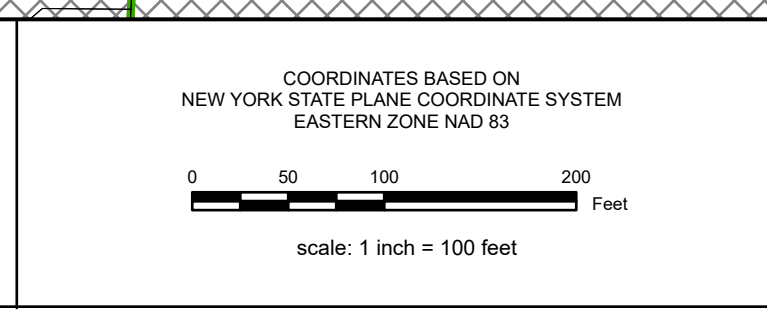 COORDINATES BASED ON
NEW YORK STATE PLANE COORDINATE SYSTEM
EASTERN ZONE NAD 83
0 50 100 200
Feet
scale: 1 inch = 100 feet